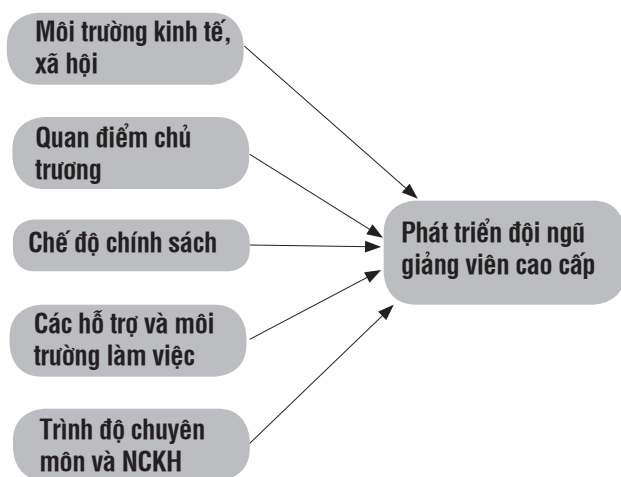 Môi trường kinh tế,
xã hội
Quan điểm chủ
trương
Chế độ chính sách
Các hỗ trợ và môi
trường làm việc
Trình độ chuyên
môn và NCKH
Phát triển đội ngũ
giảng viên cao cấp